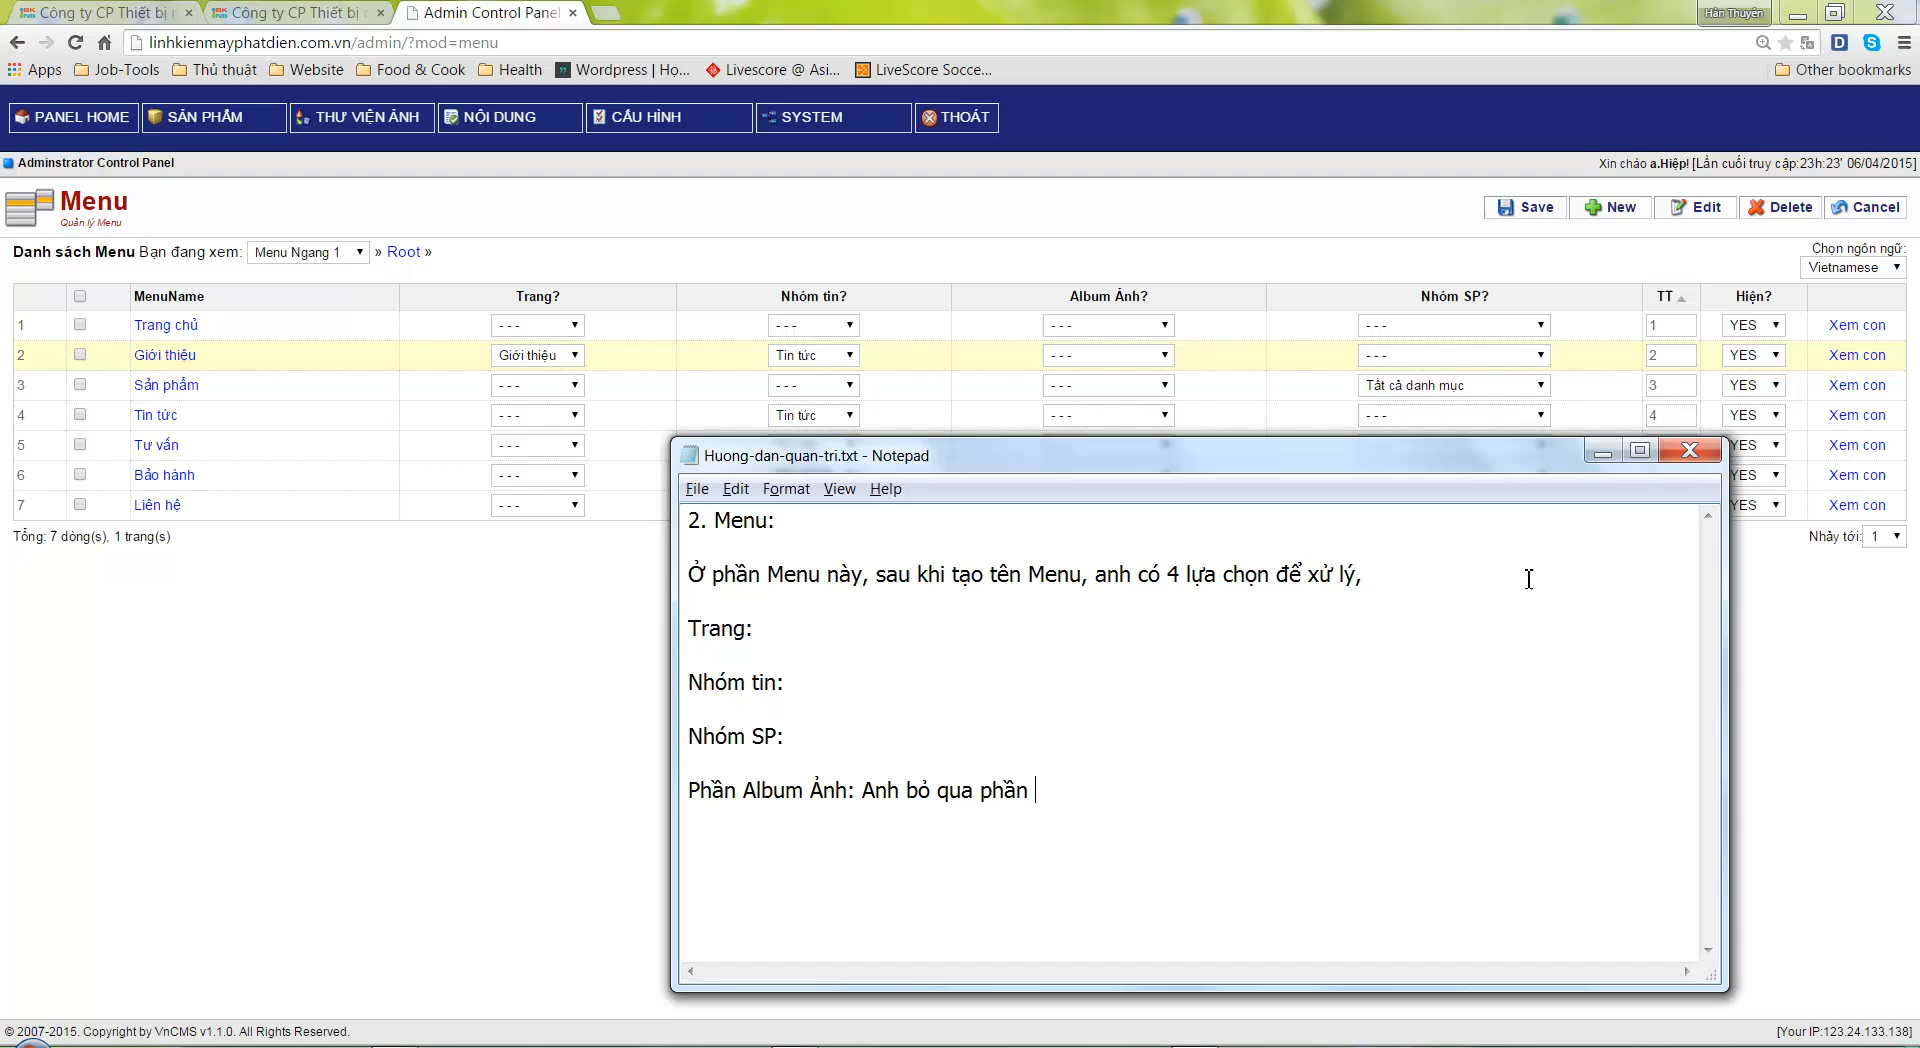 Công ty CP Thiết bị
Công ty CP Thiết bị
Admin Control Panel
Hàn Thuyên
linhkienmayphatdien.com.vn/admin/?mod=menu
Apps
Job-Tools
Thủ thuật
Website
Food & Cook
Health
Wordpress | Họ...
Livescore @ Asi...
LiveScore Socce...
Other bookmarks
PANEL HOME
SẢN PHẨM
THƯ VIỆN ẢNH
NỘI DUNG
CẤU HÌNH
SYSTEM
THOÁT
Adminstrator Control Panel
Xin chào a.Hiệp! [Lần cuối truy cập:23h:23' 06/04/2015]
Menu
Quản lý Menu
Save
New
Edit
Delete
Cancel
Danh sách Menu Bạn đang xem: Menu Ngang 1 » Root »
Chọn ngôn ngữ:
Vietnamese
MenuName Trang? Nhóm tin? Album Ảnh? Nhóm SP? TT Hiện?
1 Trang chủ - - - - - - - - - - - - 1 YES Xem con
2 Giới thiệu Giới thiệu Tin tức - - - - - - 2 YES Xem con
3 Sản phẩm - - - - - - - - - Tất cả danh mục 3 YES Xem con
4 Tin tức - - - Tin tức - - - - - - 4 YES Xem con
5 Tư vấn - - - YES Xem con
6 Bảo hành - - - YES Xem con
7 Liên hệ - - - YES Xem con
Tổng: 7 dòng(s), 1 trang(s)
Nhảy tới: 1
Huong-dan-quan-tri.txt - Notepad
File Edit Format View Help
2. Menu:
Ở phần Menu này, sau khi tạo tên Menu, anh có 4 lựa chọn để xử lý,
Trang:
Nhóm tin:
Nhóm SP:
Phần Album Ảnh: Anh bỏ qua phần
© 2007-2015. Copyright by VnCMS v1.1.0. All Rights Reserved.
[Your IP:123.24.133.138]